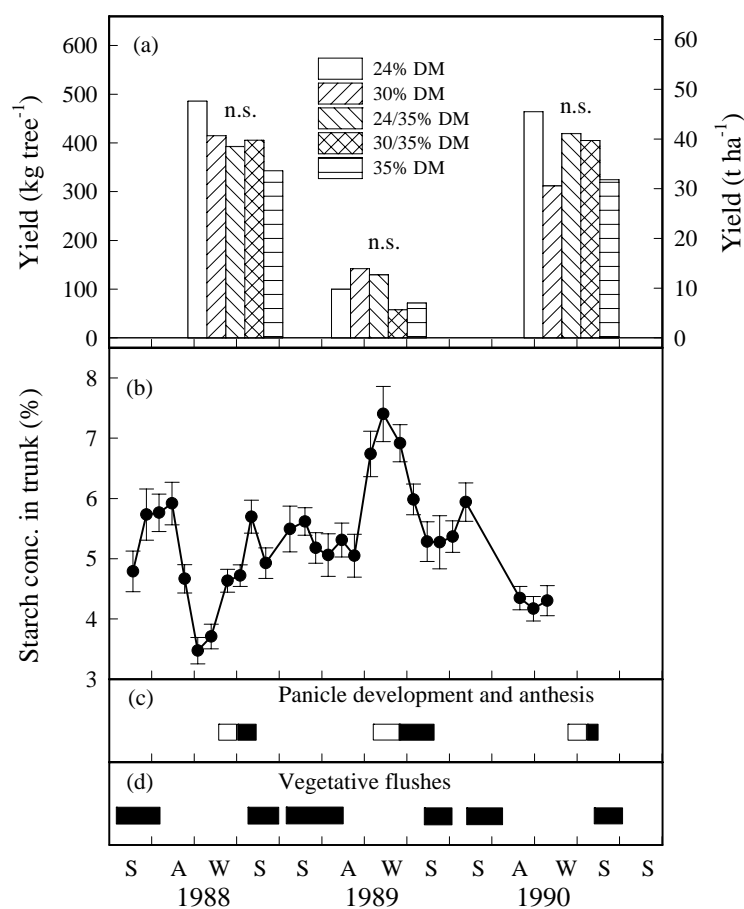 (a)
600
500
400
300
200
100
0
Yield (kg tree⁻¹)
60
50
40
30
20
10
0
Yield (t ha⁻¹)
24% DM
30% DM
24/35% DM
30/35% DM
35% DM
n.s.
n.s.
n.s.
(b)
8
7
6
5
4
3
Starch conc. in trunk (%)
(c) Panicle development and anthesis
(d) Vegetative flushes
S A W S S A W S S A W S S
1988 1989 1990